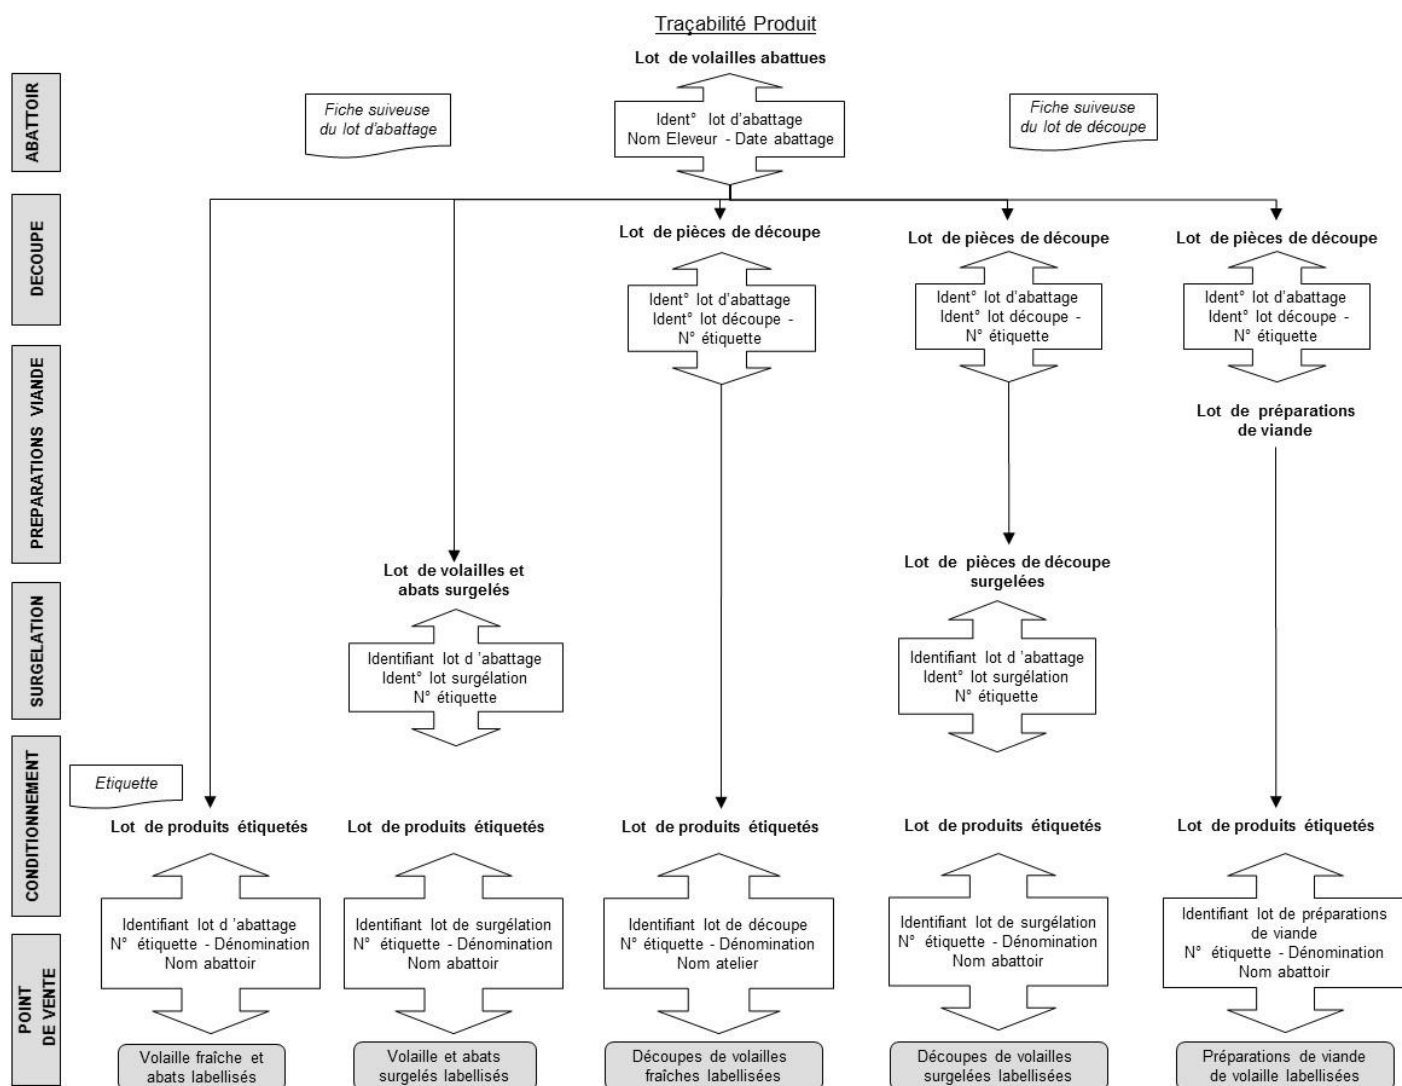 Traçabilité Produit
Lot de volailles abattues
ABATTOIR
Fiche suiveuse
du lot d'abattage
Ident° lot d'abattage
Nom Eleveur - Date abattage
Fiche suiveuse
du lot de découpe
DECOUPE
Lot de pièces de découpe
Ident° lot d'abattage
Ident° lot découpe -
N° étiquette
Lot de pièces de découpe
Ident° lot d'abattage
Ident° lot découpe -
N° étiquette
Lot de pièces de découpe
Ident° lot d'abattage
Ident° lot découpe -
N° étiquette
PREPARATIONS VIANDE
Lot de préparations
de viande
Lot de volailles et
abats surgelés
Lot de pièces de découpe
surgelées
SURGELATION
Identifiant lot d 'abattage
Ident° lot surgélation
N° étiquette
Identifiant lot d'abattage
Ident° lot surgélation
N° étiquette
CONDITIONNEMENT
Etiquette
Lot de produits étiquetés
Lot de produits étiquetés
Lot de produits étiquetés
Lot de produits étiquetés
Lot de produits étiquetés
Identifiant lot d 'abattage
N° étiquette - Dénomination
Nom abattoir
Identifiant lot de surgélation
N° étiquette - Dénomination
Nom abattoir
Identifiant lot de découpe
N° étiquette - Dénomination
Nom atelier
Identifiant lot de surgélation
N° étiquette - Dénomination
Nom abattoir
Identifiant lot de préparations
de viande
N° étiquette - Dénomination
Nom abattoir
POINT
DE VENTE
Volaille fraîche et
abats labellisés
Volaille et abats
surgelés labellisés
Découpes de volailles
fraîches labellisées
Découpes de volailles
surgelées labellisées
Préparations de viande
de volaille labellisées